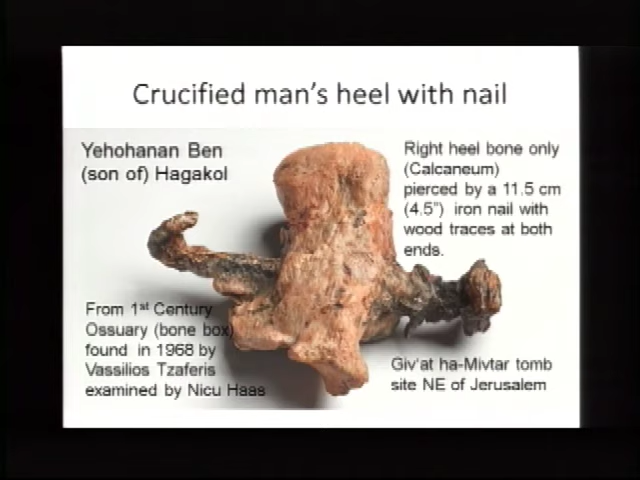 Crucified man's heel with nail
Yehohanan Ben
(son of) Hagakol
Right heel bone only
(Calcaneum)
pierced by a 11.5 cm
(4.5") iron nail with
wood traces at both
ends.
From 1st Century
Ossuary (bone box)
found in 1968 by
Vassilios Tzaferis
examined by Nicu Haas
Giv'at ha-Mivtar tomb
site NE of Jerusalem